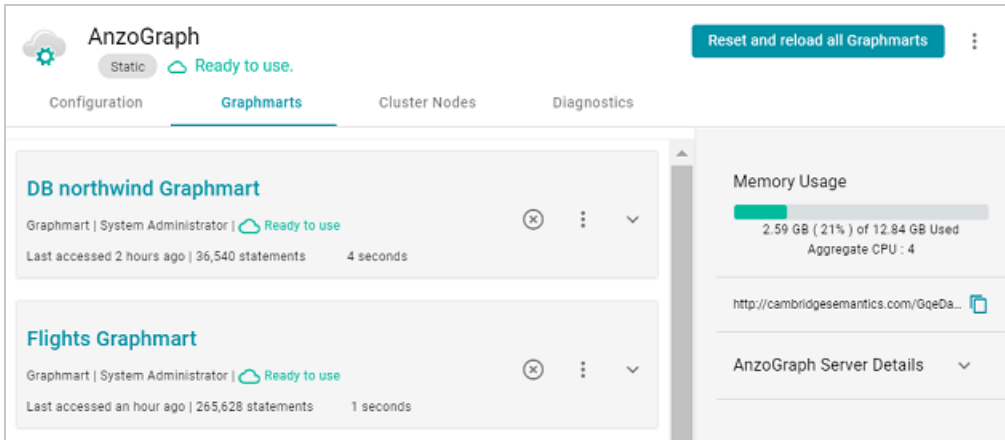 AnzoGraph
Static Ready to use.
Reset and reload all Graphmarts
Configuration Graphmarts Cluster Nodes Diagnostics
DB northwind Graphmart
Graphmart | System Administrator | Ready to use
Last accessed 2 hours ago | 36,540 statements 4 seconds
Flights Graphmart
Graphmart | System Administrator | Ready to use
Last accessed an hour ago | 265,628 statements 1 seconds
Memory Usage
2.59 GB ( 21% ) of 12.84 GB Used
Aggregate CPU : 4
http://cambridgesemantics.com/GqeDa...
AnzoGraph Server Details